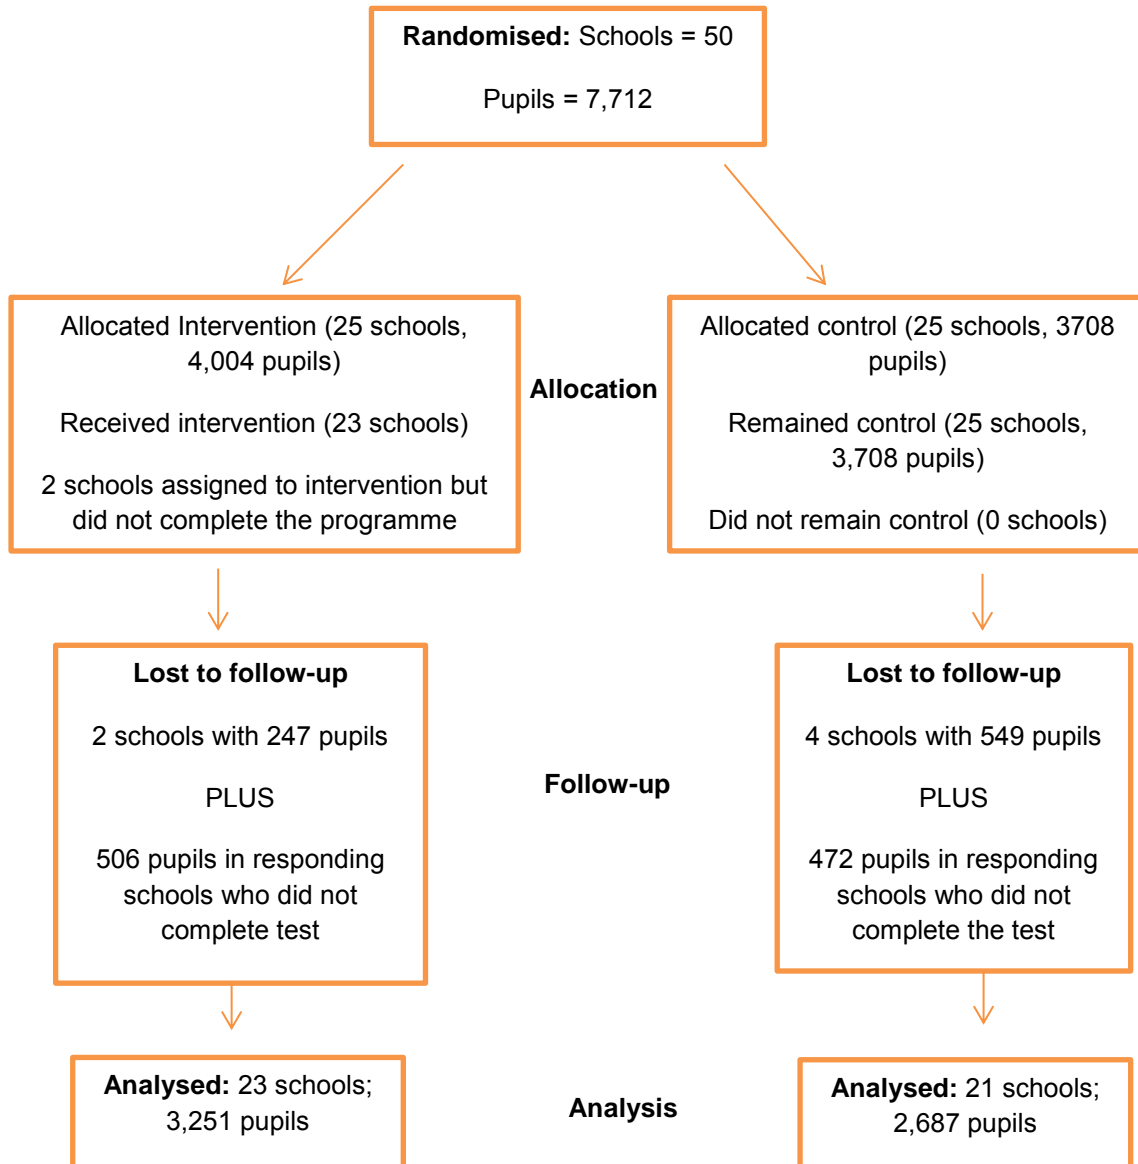 Randomised: Schools = 50
Pupils = 7,712
Allocated Intervention (25 schools,
4,004 pupils)
Received intervention (23 schools)
2 schools assigned to intervention but
did not complete the programme
Allocation
Allocated control (25 schools, 3708
pupils)
Remained control (25 schools,
3,708 pupils)
Did not remain control (0 schools)
Lost to follow-up
2 schools with 247 pupils
PLUS
506 pupils in responding
schools who did not
complete test
Follow-up
Lost to follow-up
4 schools with 549 pupils
PLUS
472 pupils in responding
schools who did not
complete the test
Analysed: 23 schools;
3,251 pupils
Analysis
Analysed: 21 schools;
2,687 pupils